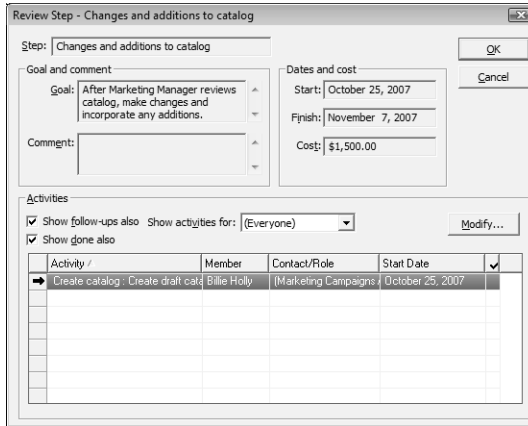 Review Step - Changes and additions to catalog
Step: Changes and additions to catalog
OK
Cancel
Goal and comment
Goal: After Marketing Manager reviews
catalog, make changes and
incorporate any additions.
Comment:
Dates and cost
Start: October 25, 2007
Finish: November 7, 2007
Cost: $1,500.00
Activities
Show follow-ups also Show activities for: (Everyone)
Modify...
Show done also
Activity Member Contact/Role Start Date
Create catalog : Create draft cata Billie Holly (Marketing Campaigns October 25, 2007